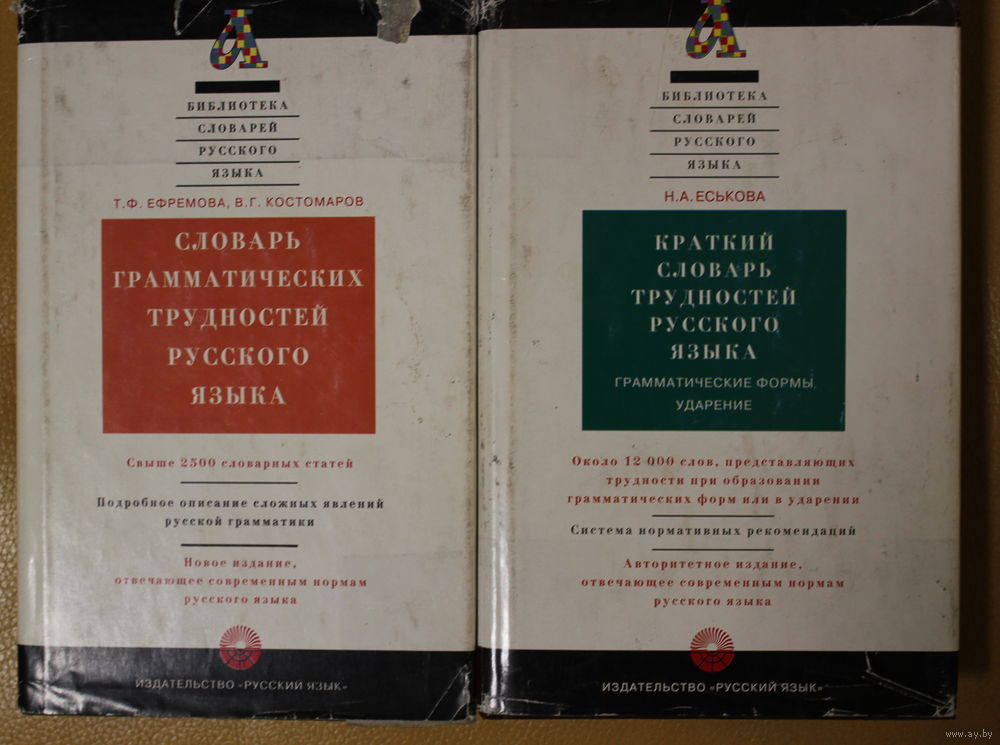 а
БИБЛИОТЕКА
СЛОВАРЕЙ
РУССКОГО
ЯЗЫКА
Т.Ф. ЕФРЕМОВА, В.Г. КОСТОМАРОВ
СЛОВАРЬ
ГРАММАТИЧЕСКИХ
ТРУДНОСТЕЙ
РУССКОГО
ЯЗЫКА
Свыше 2500 словарных статей
Подробное описание сложных явлений
русской грамматики
Новое издание,
отвечающее современным нормам
русского языка
ИЗДАТЕЛЬСТВО «РУССКИЙ ЯЗЫК»
а
БИБЛИОТЕКА
СЛОВАРЕЙ
РУССКОГО
ЯЗЫКА
Н.А. ЕСЬКОВА
КРАТКИЙ
СЛОВАРЬ
ТРУДНОСТЕЙ
РУССКОГО
ЯЗЫКА
ГРАММАТИЧЕСКИЕ ФОРМЫ,
УДАРЕНИЕ
Около 12 000 слов, представляющих
трудности при образовании
грамматических форм или в ударении
Система нормативных рекомендаций
Авторитетное издание,
отвечающее современным нормам
русского языка
ИЗДАТЕЛЬСТВО «РУССКИЙ ЯЗЫК»
www.ay.by